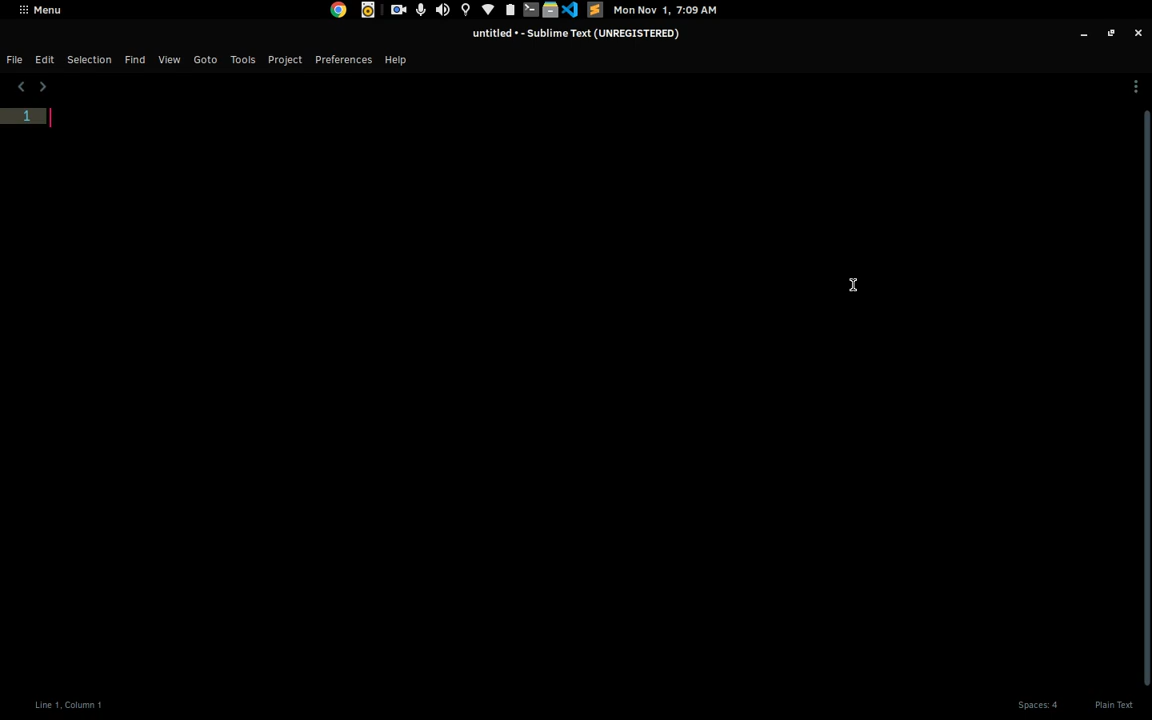 Menu Mon Nov 1, 7:09 AM
untitled • - Sublime Text (UNREGISTERED)
File Edit Selection Find View Goto Tools Project Preferences Help
1
Line 1, Column 1 Spaces: 4 Plain Text